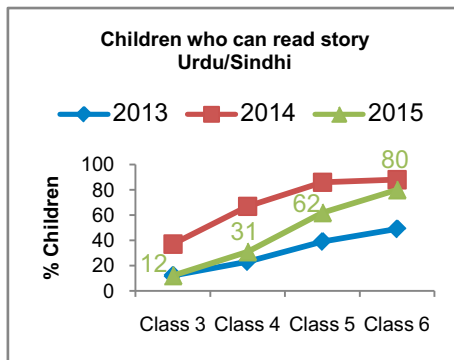 Children who can read story
Urdu/Sindhi
2013 2014 2015
% Children
100
80
60
40
20
0
12
31
62
80
Class 3 Class 4 Class 5 Class 6